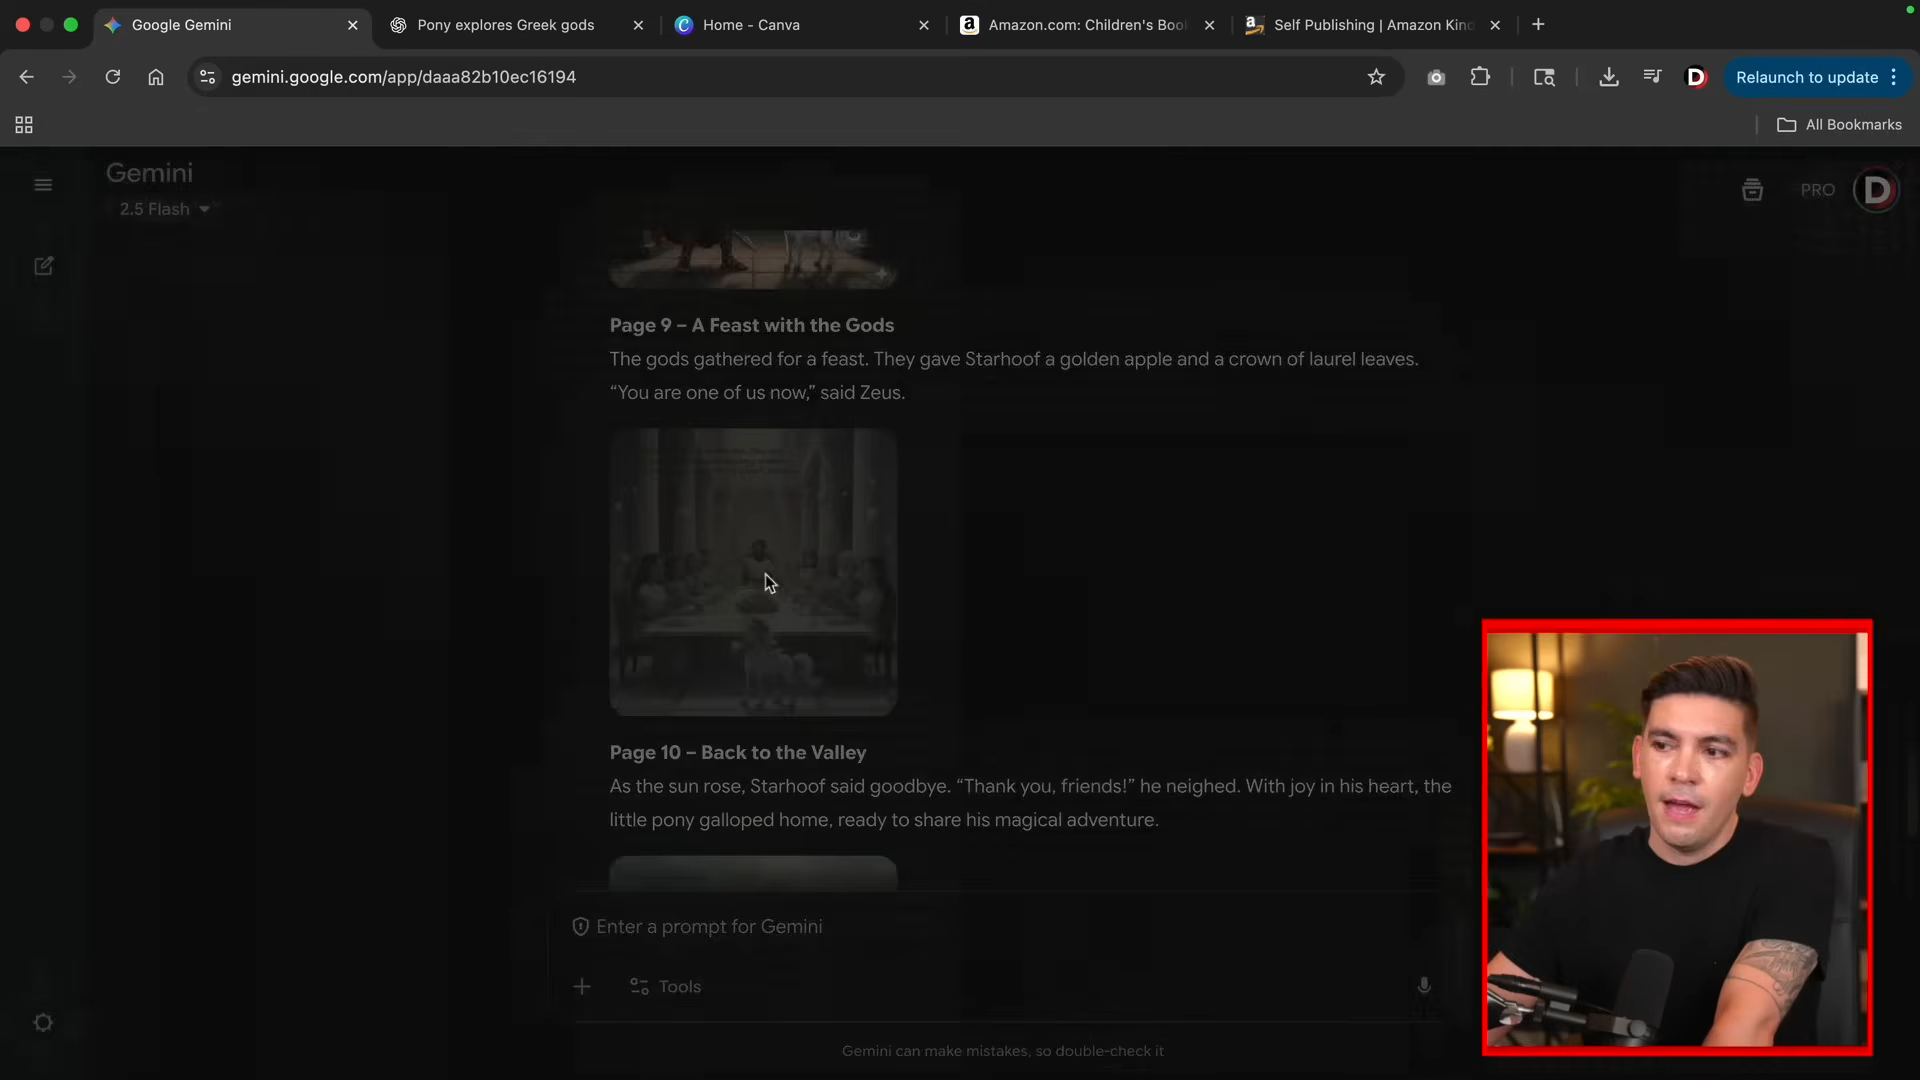 Google Gemini
Pony explores Greek gods
Home - Canva
Amazon.com: Children's Boo
Self Publishing | Amazon Kin
gemini.google.com/app/daaa82b10ec16194
Relaunch to update
All Bookmarks
Gemini
2.5 Flash
PRO
D
Page 9 – A Feast with the Gods
The gods gathered for a feast. They gave Starhoof a golden apple and a crown of laurel leaves.
“You are one of us now,” said Zeus.
Page 10 – Back to the Valley
As the sun rose, Starhoof said goodbye. “Thank you, friends!” he neighed. With joy in his heart, the
little pony galloped home, ready to share his magical adventure.
Enter a prompt for Gemini
Tools
Gemini can make mistakes, so double-check it